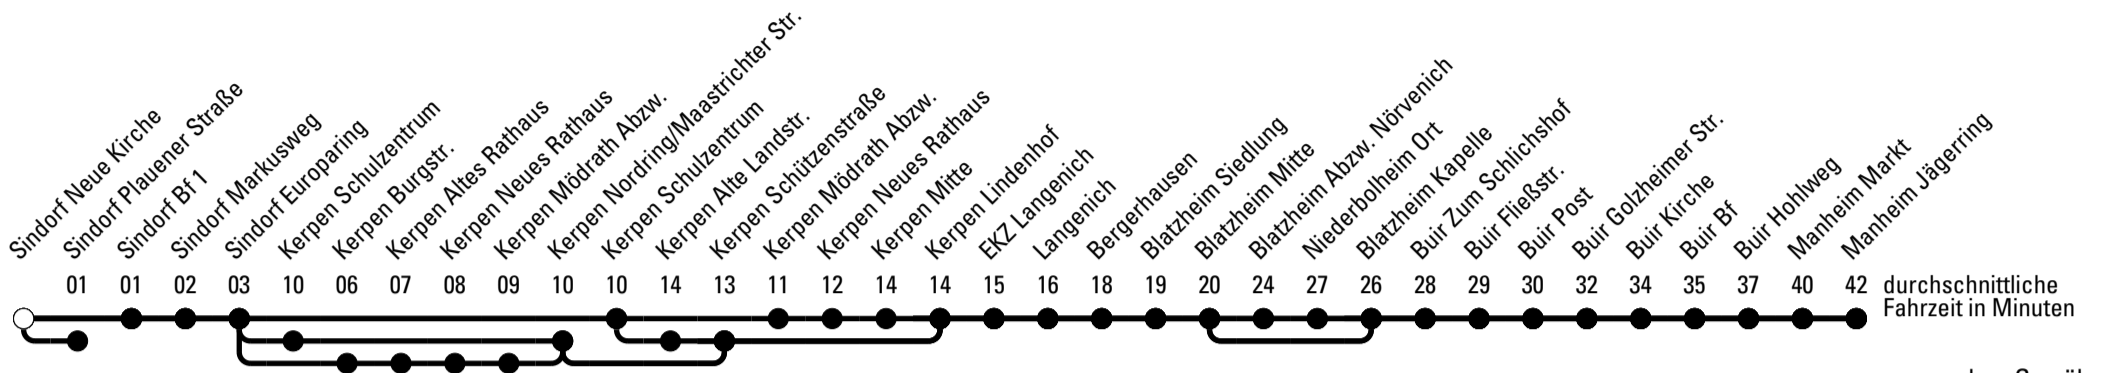 Sindorf Neue Kirche
Sindorf Plauener Straße
Sindorf Bf 1
Sindorf Markusweg
Sindorf Europaring
Kerpen Schulzentrum
Kerpen Burgstr.
Kerpen Altes Rathaus
Kerpen Neues Rathaus
Kerpen Mödrath Abzw.
Kerpen Nordring/Maastrichter Str.
Kerpen Schulzentrum
Kerpen Alte Landstr.
Kerpen Schützenstraße
Kerpen Mödrath Abzw.
Kerpen Neues Rathaus
Kerpen Mitte
Kerpen Lindenhof
EKZ Langenich
Langenich
Bergerhausen
Blatzheim Siedlung
Blatzheim Mitte
Blatzheim Abzw. Nörvenich
Niederbolheim Ort
Blatzheim Kapelle
Buir Zum Schlichshof
Buir Fließstr.
Buir Post
Buir Golzheimer Str.
Buir Kirche
Buir Bf
Buir Hohlweg
Manheim Markt
Manheim Jägerring
01 01 02 03 10 06 07 08 09 10 10 14 13 11 12 14 14 15 16 18 19 20 24 27 26 28 29 30 32 34 35 37 40 42 durchschnittliche
Fahrzeit in Minuten